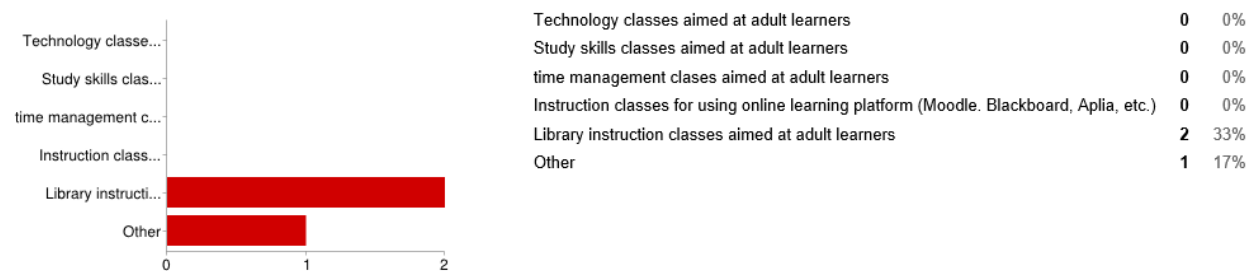 Technology classe...
Study skills clas...
time management c...
Instruction class...
Library instructi...
Other
0 1 2
Technology classes aimed at adult learners 0 0%
Study skills classes aimed at adult learners 0 0%
time management clases aimed at adult learners 0 0%
Instruction classes for using online learning platform (Moodle. Blackboard, Aplia, etc.) 0 0%
Library instruction classes aimed at adult learners 2 33%
Other 1 17%